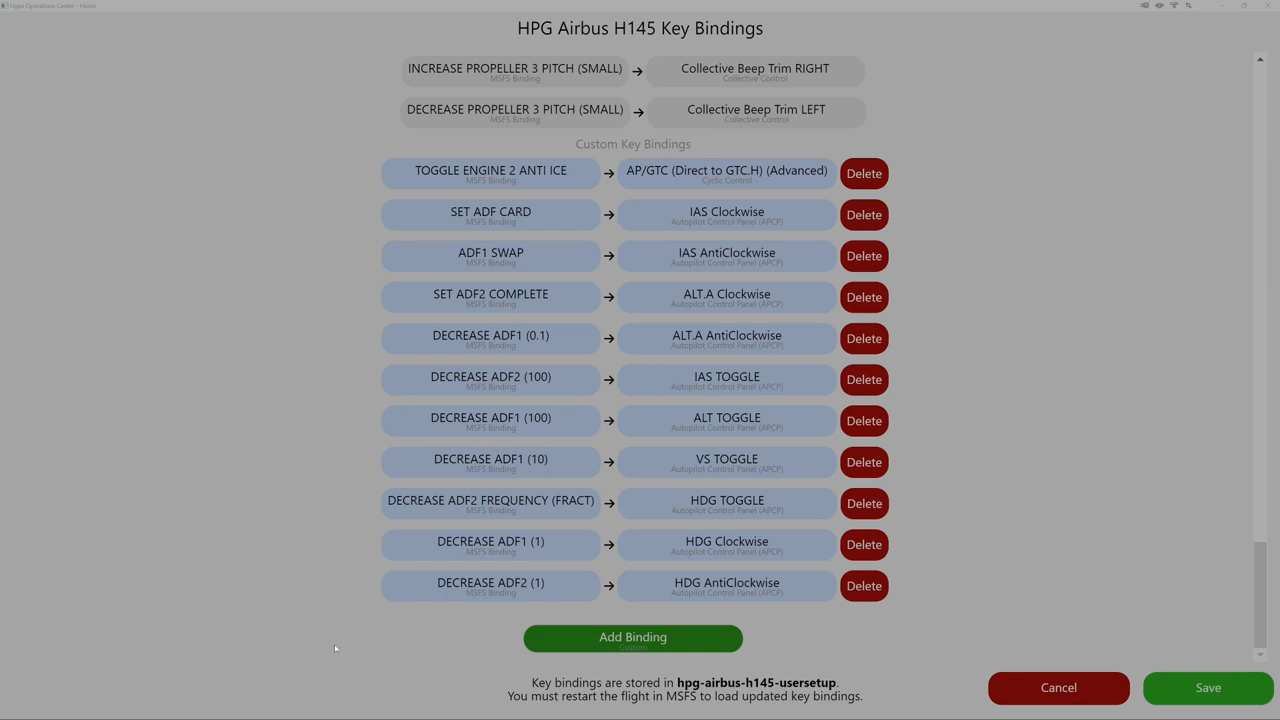 Hype Operations Center - Home
HPG Airbus H145 Key Bindings
INCREASE PROPELLER 3 PITCH (SMALL) → Collective Beep Trim RIGHT
MSFS Binding Collective Control
DECREASE PROPELLER 3 PITCH (SMALL) → Collective Beep Trim LEFT
MSFS Binding Collective Control
Custom Key Bindings
TOGGLE ENGINE 2 ANTI ICE → AP/GTC (Direct to GTC.H) (Advanced) Delete
MSFS Binding Cyclic Control
SET ADF CARD → IAS Clockwise Delete
MSFS Binding Autopilot Control Panel (APCP)
ADF1 SWAP → IAS AntiClockwise Delete
MSFS Binding Autopilot Control Panel (APCP)
SET ADF2 COMPLETE → ALT.A Clockwise Delete
MSFS Binding Autopilot Control Panel (APCP)
DECREASE ADF1 (0.1) → ALT.A AntiClockwise Delete
MSFS Binding Autopilot Control Panel (APCP)
DECREASE ADF2 (100) → IAS TOGGLE Delete
MSFS Binding Autopilot Control Panel (APCP)
DECREASE ADF1 (100) → ALT TOGGLE Delete
MSFS Binding Autopilot Control Panel (APCP)
DECREASE ADF1 (10) → VS TOGGLE Delete
MSFS Binding Autopilot Control Panel (APCP)
DECREASE ADF2 FREQUENCY (FRACT) → HDG TOGGLE Delete
MSFS Binding Autopilot Control Panel (APCP)
DECREASE ADF1 (1) → HDG Clockwise Delete
MSFS Binding Autopilot Control Panel (APCP)
DECREASE ADF2 (1) → HDG AntiClockwise Delete
MSFS Binding Autopilot Control Panel (APCP)
Add Binding
Custom
Key bindings are stored in hpg-airbus-h145-usersetup.
You must restart the flight in MSFS to load updated key bindings.
Cancel
Save